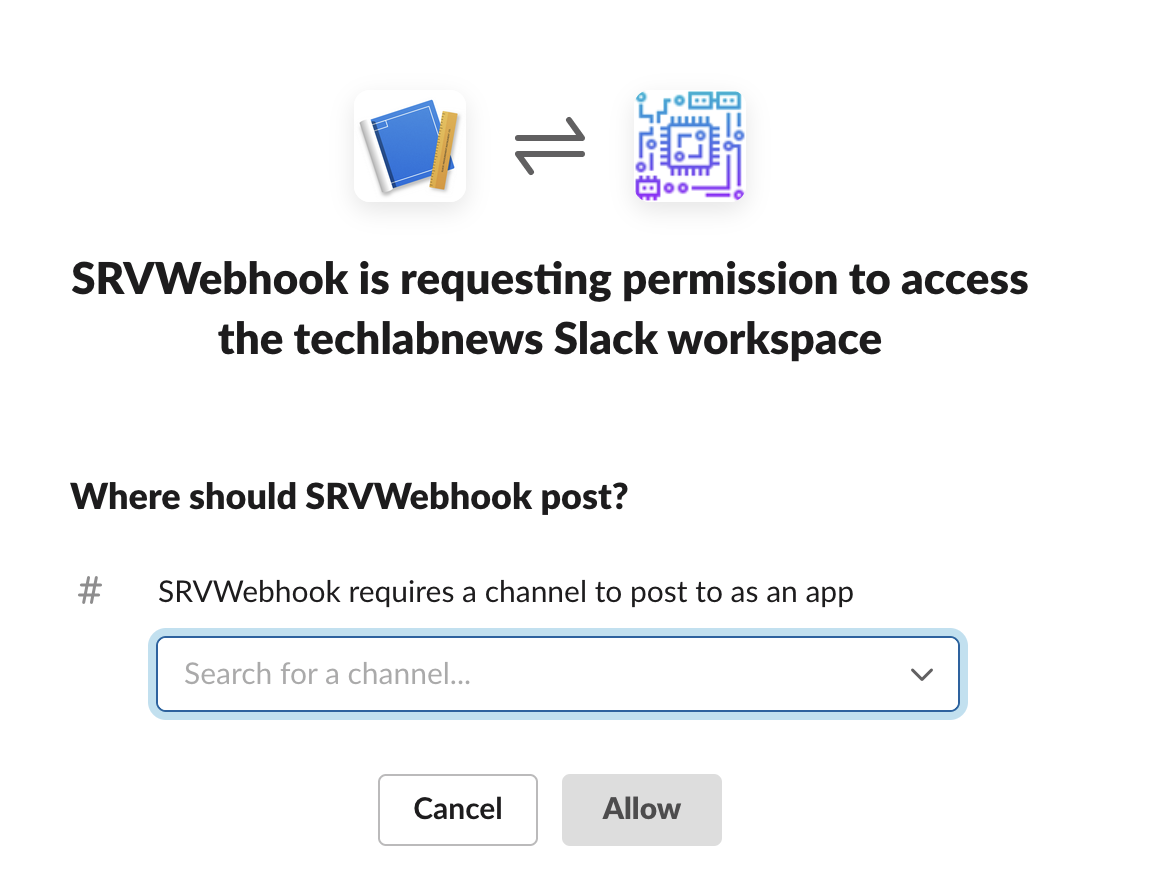 SRVWebhook is requesting permission to access
the techlabnews Slack workspace
Where should SRVWebhook post?
# SRVWebhook requires a channel to post to as an app
Search for a channel...
Cancel Allow